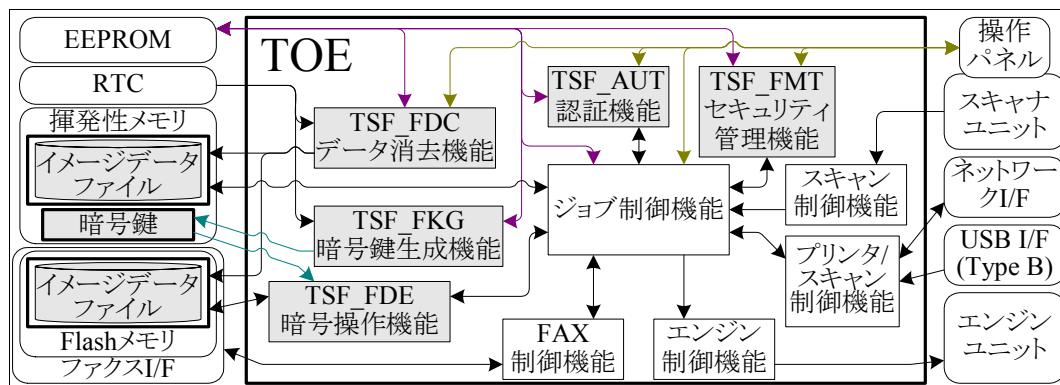 EEPROM
RTC
揮発性メモリ
イメージデータ
ファイル
暗号鍵
イメージデータ
ファイル
Flashメモリ
ファクスI/F
TOE
TSF_FDC
データ消去機能
TSF_FKG
暗号鍵生成機能
TSF_FDE
暗号操作機能
TSF_AUT
認証機能
TSF_FMT
セキュリティ
管理機能
ジョブ制御機能
スキャン
制御機能
プリンタ/
スキャン
制御機能
FAX
制御機能
エンジン
制御機能
操作
パネル
スキャナ
ユニット
ネットワー
クI/F
USB I/F
(Type B)
エンジン
ユニット